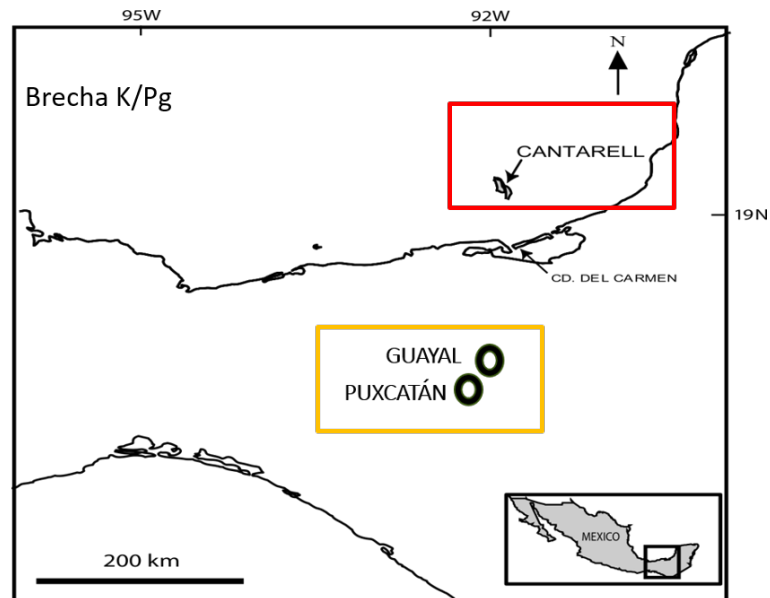 95W
92W
N
Brecha K/Pg
CANTARELL
19N
CD. DEL CARMEN
GUAYAL
PUXCATÁN
MEXICO
200 km